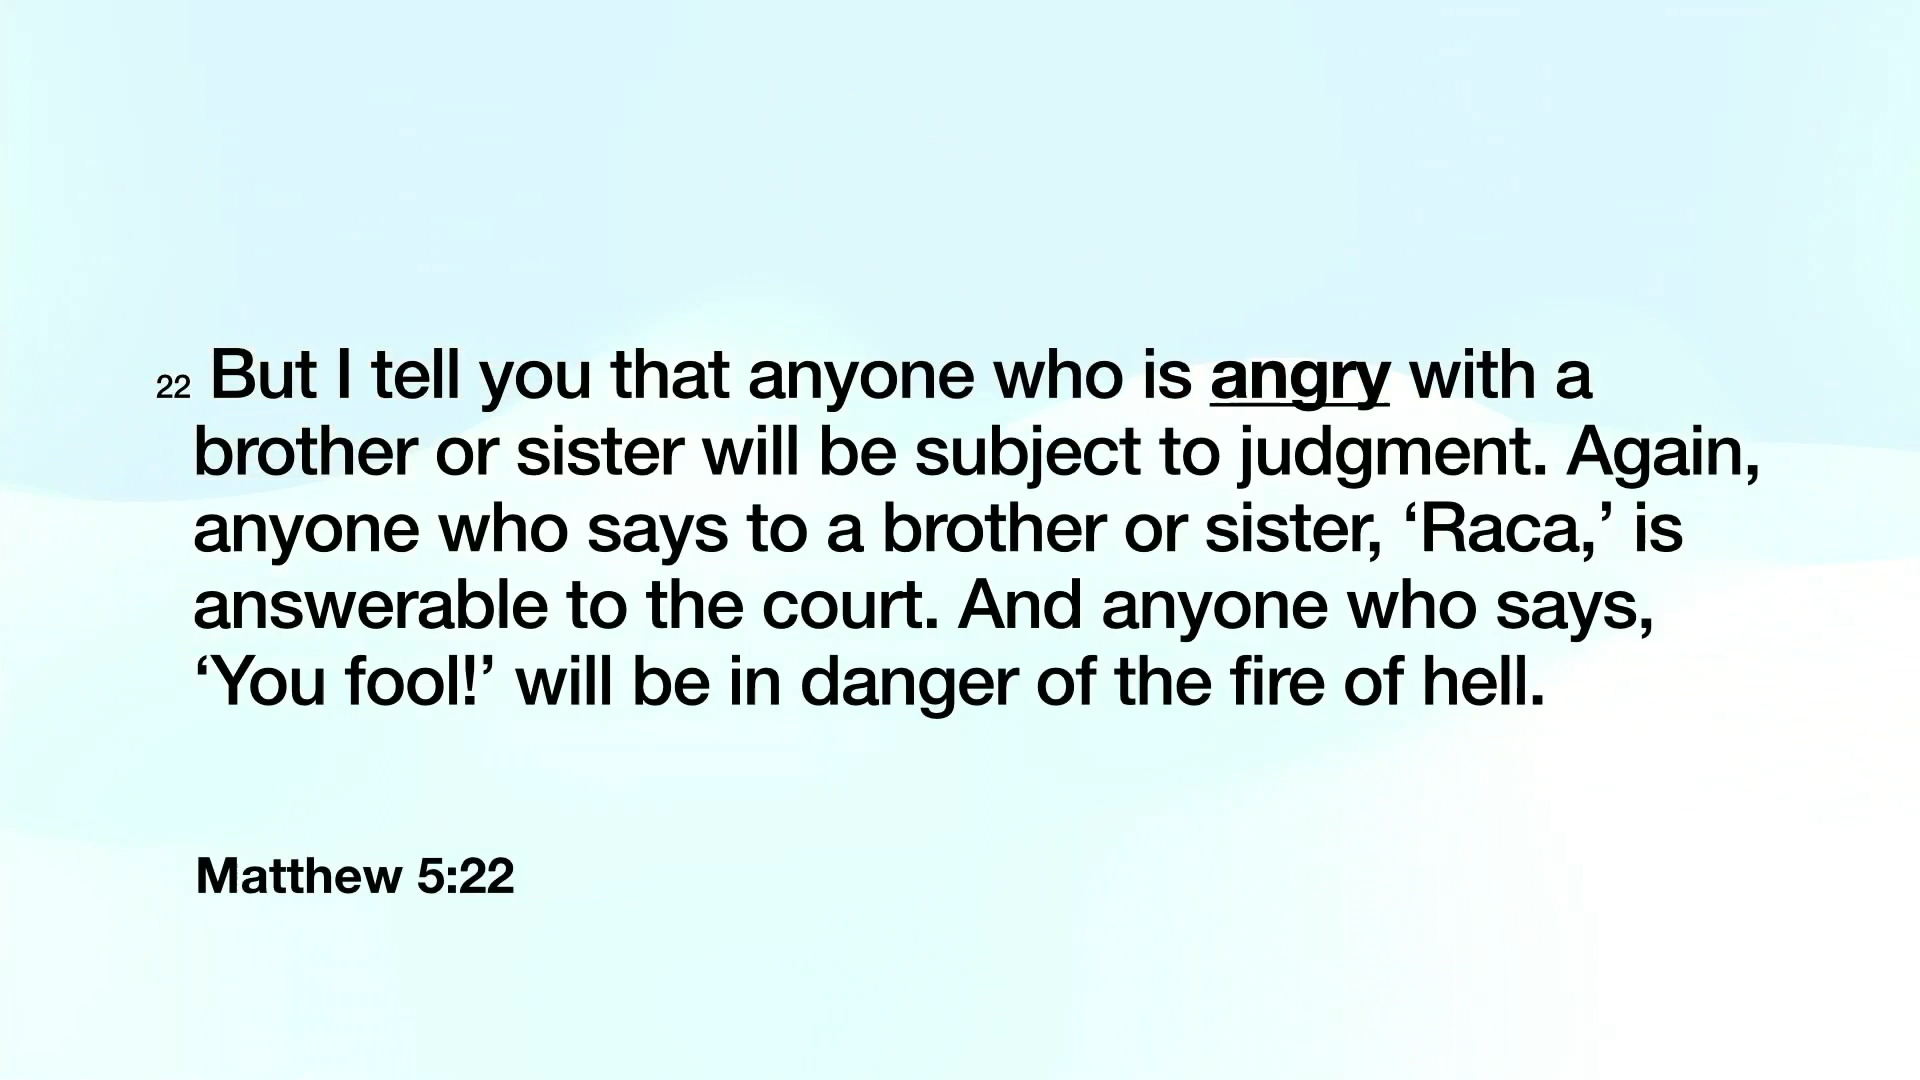 22 But I tell you that anyone who is angry with a
brother or sister will be subject to judgment. Again,
anyone who says to a brother or sister, ‘Raca,’ is
answerable to the court. And anyone who says,
‘You fool!’ will be in danger of the fire of hell.
Matthew 5:22